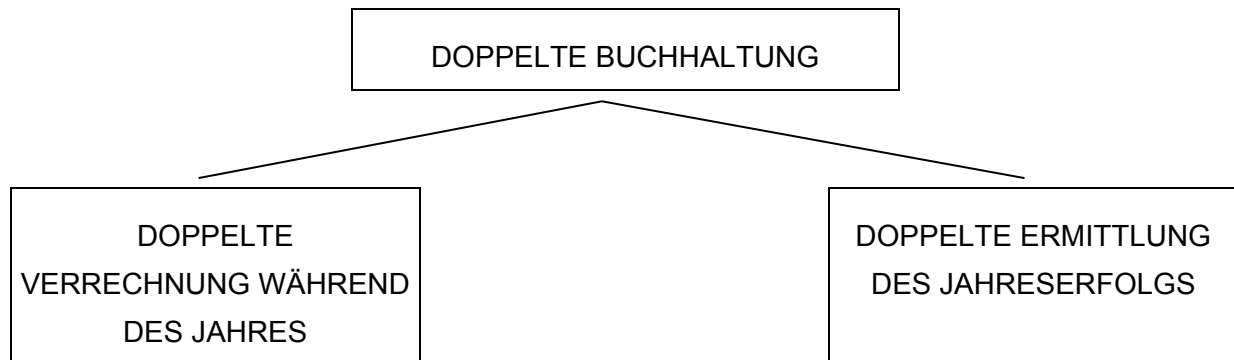 DOPPELTE BUCHHALTUNG
DOPPELTE
VERRECHNUNG WÄHREND
DES JAHRES
DOPPELTE ERMITTLUNG
DES JAHRESERFOLGS